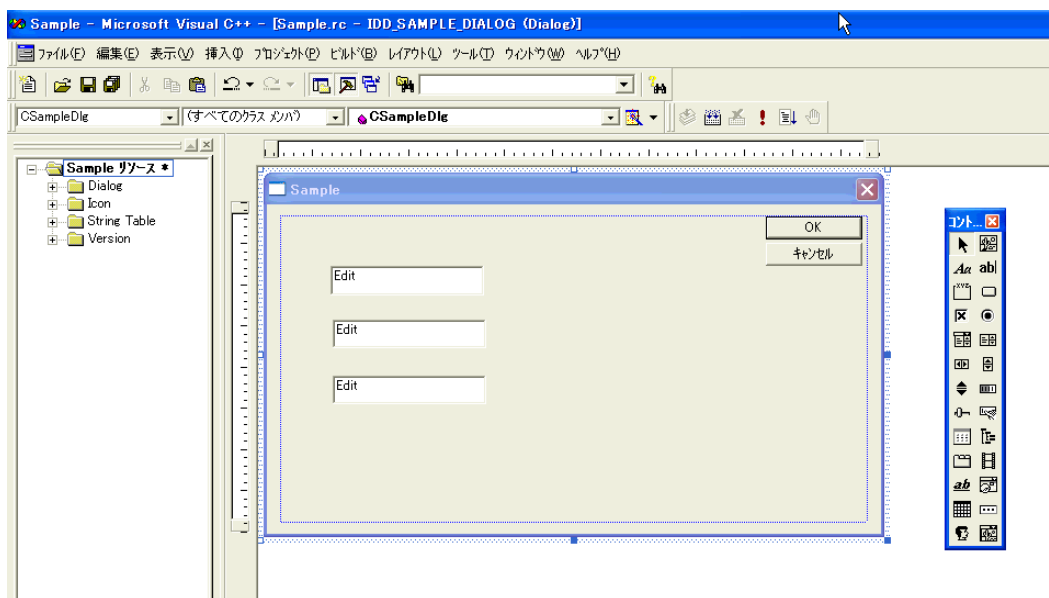 Sample - Microsoft Visual C++ - [Sample.rc - IDD_SAMPLE_DIALOG (Dialog)]
ファイル(F) 編集(E) 表示(V) 挿入(I) プロジェクト(P) ビルド(B) レイアウト(L) ツール(T) ウィンドウ(W) ヘルプ(H)
CSampleDlg (すべてのクラス メンバ) CSampleDlg
Sample リソース *
Dialog
Icon
String Table
Version
Sample
OK
キャンセル
Edit
Edit
Edit
コント...
Aa ab|
XYZ
ab